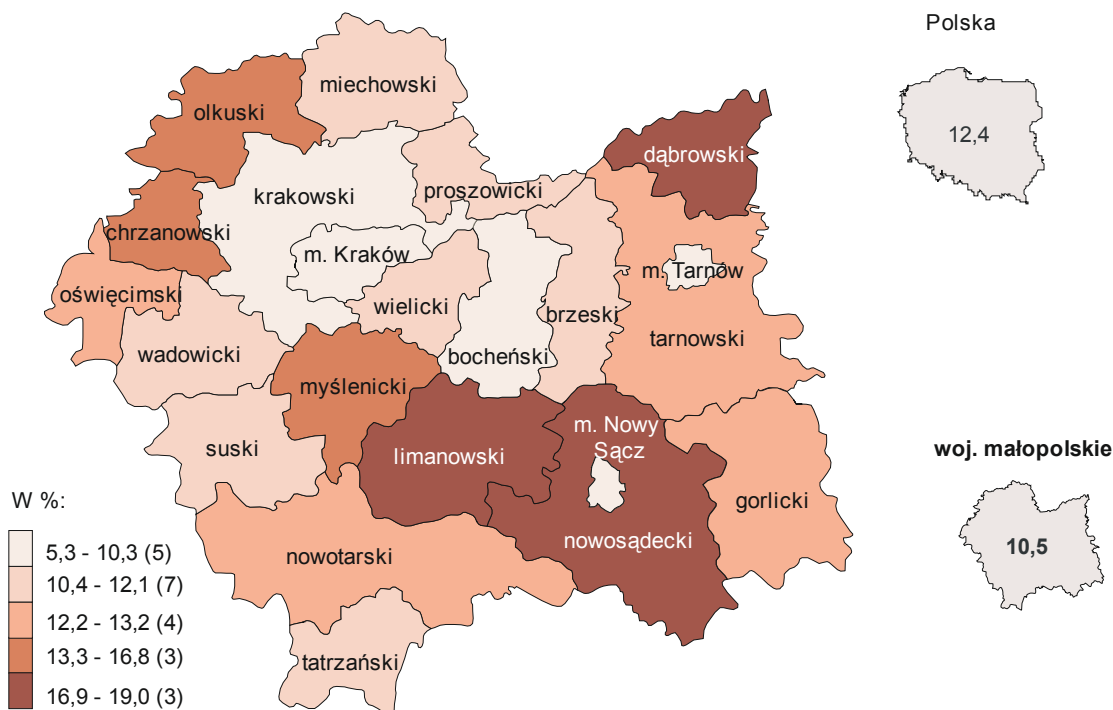 Polska
miechowski
olkuski
12,4
dąbrowski
krakowski
proszowicki
chrzanowski
m. Kraków
m. Tarnów
oświęcimski
wielicki
brzeski
wadowicki
bocheński
tarnowski
myślenicki
m. Nowy
Sącz
suski
limanowski
woj. małopolskie
gorlicki
W %:
nowosądecki
10,5
nowotarski
5,3 - 10,3 (5)
10,4 - 12,1 (7)
12,2 - 13,2 (4)
13,3 - 16,8 (3)
16,9 - 19,0 (3)
tatrzański